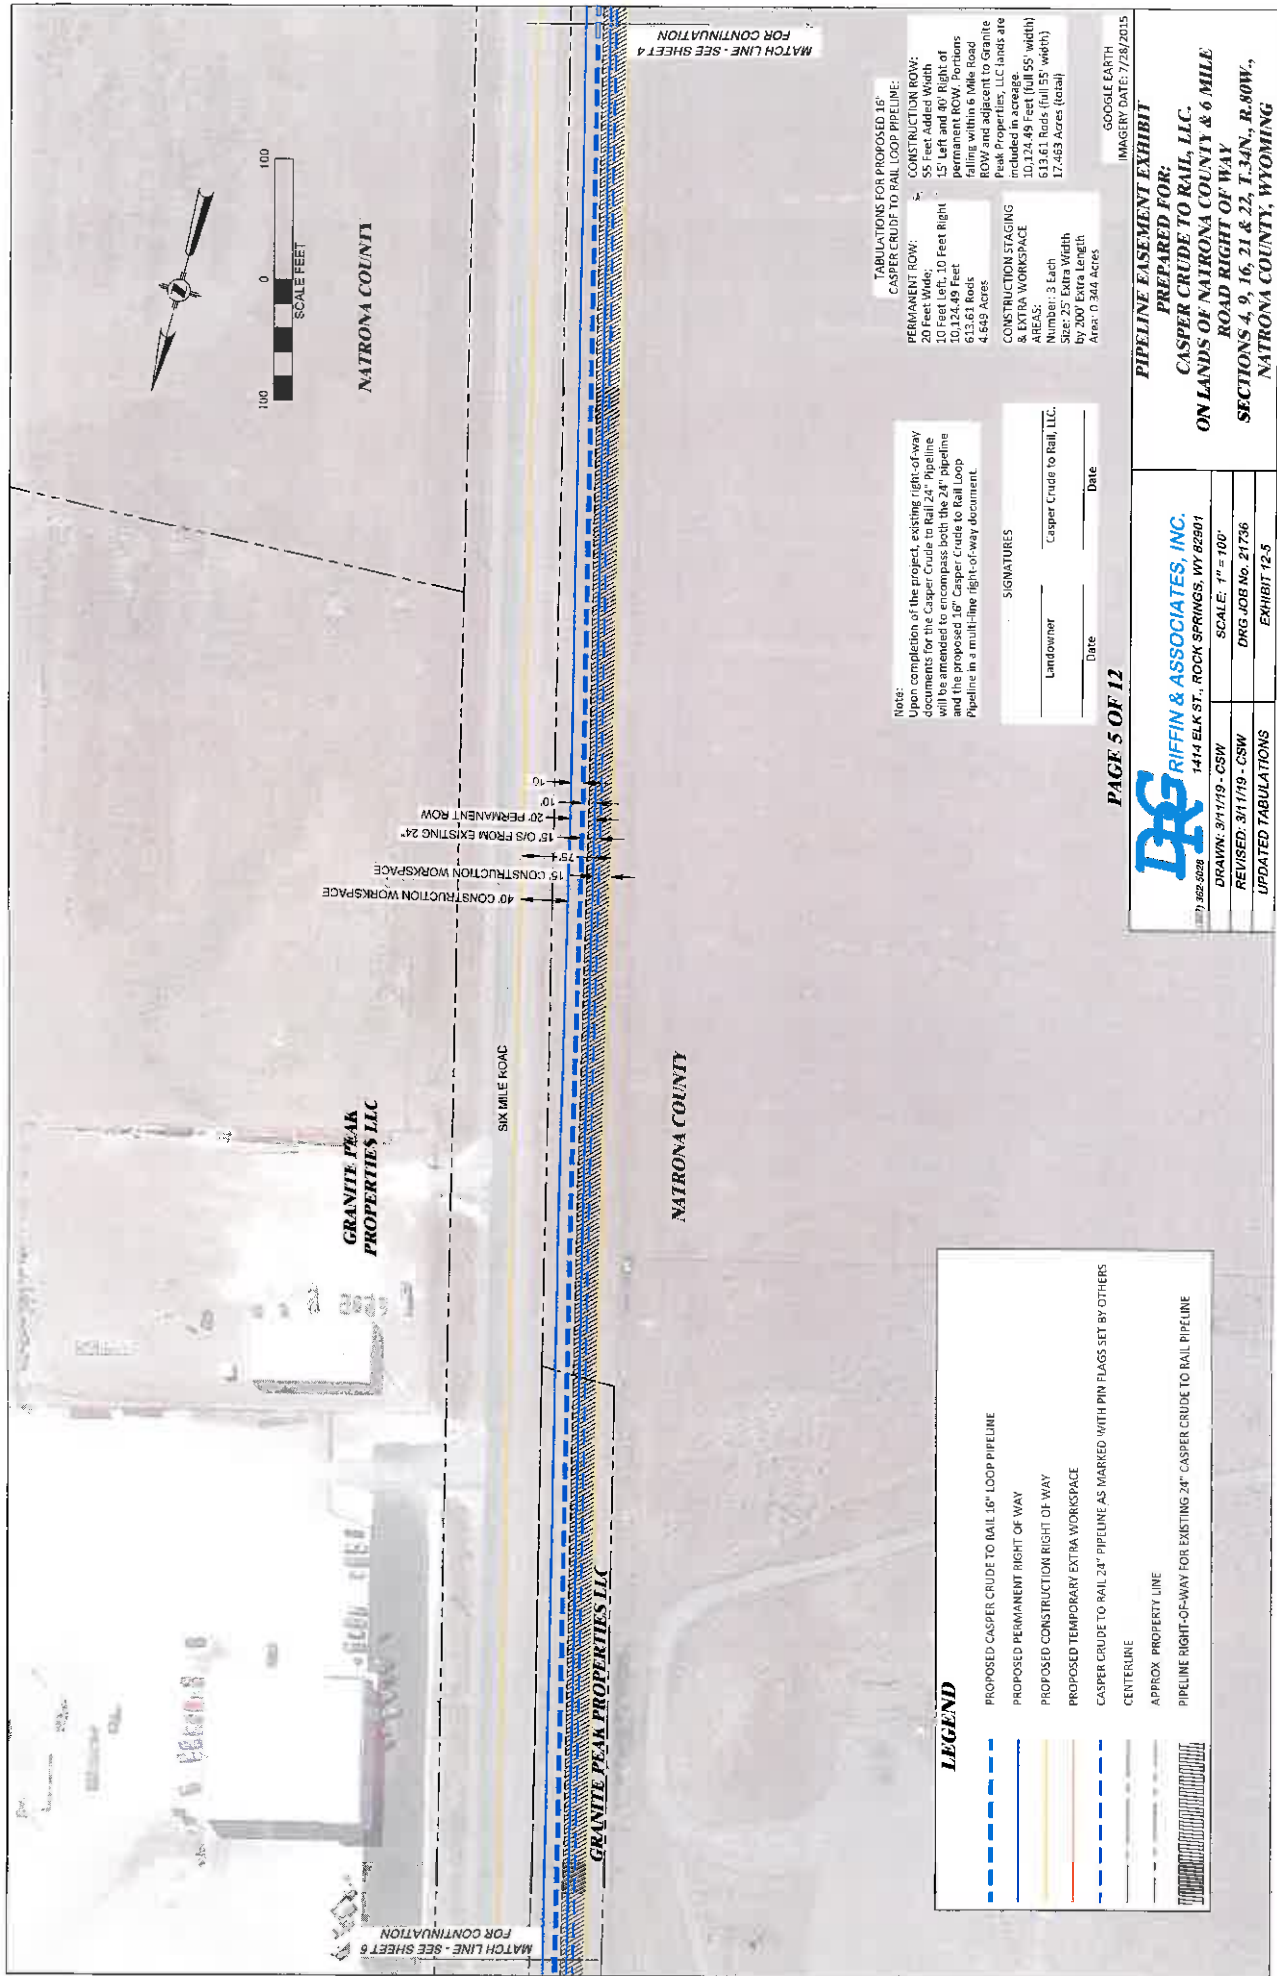 MATCH LINE - SEE SHEET 6
FOR CONTINUATION
MATCH LINE - SEE SHEET 4
FOR CONTINUATION
100
0
100
SCALE FEET
NATRONA COUNTY
GRANITE PEAK
PROPERTIES LLC
SIX MILE ROAD
40' CONSTRUCTION WORKSPACE
15' CONSTRUCTION WORKSPACE
75'
15' O/S FROM EXISTING 24"
20' PERMANENT ROW
10'
10'
GRANITE PEAK PROPERTIES LLC
NATRONA COUNTY
LEGEND
PROPOSED CASPER CRUDE TO RAIL 16" LOOP PIPELINE
PROPOSED PERMANENT RIGHT OF WAY
PROPOSED CONSTRUCTION RIGHT OF WAY
PROPOSED TEMPORARY EXTRA WORKSPACE
CASPER CRUDE TO RAIL 24" PIPELINE AS MARKED WITH PIN FLAGS SET BY OTHERS
CENTERLINE
APPROX PROPERTY LINE
PIPELINE RIGHT-OF-WAY FOR EXISTING 24" CASPER CRUDE TO RAIL PIPELINE
Note:
Upon completion of the project, existing right-of-way
documents for the Casper Crude to Rail 24" Pipeline
will be amended to encompass both the 24" pipeline
and the proposed 16" Casper Crude to Rail Loop
Pipeline in a multi-line right-of-way document.
SIGNATURES
Landowner
Casper Crude to Rail, LLC.
Date
Date
TABULATIONS FOR PROPOSED 16"
CASPER CRUDE TO RAIL LOOP PIPELINE:
PERMANENT ROW:
20 Feet Wide:
10 Feet Left, 10 Feet Right
10,124.49 Feet
613.61 Rods
4.649 Acres
CONSTRUCTION STAGING
& EXTRA WORKSPACE
AREAS:
Number: 3 Each
Size: 25' Extra Width
by 200' Extra Length
Area: 0.344 Acres
CONSTRUCTION ROW:
55 Feet Added Width
15' Left and 40' Right of
permanent ROW. Portions
falling within 6 Mile Road
ROW and adjacent to Granite
Peak Properties, LLC lands are
included in acreage.
10,124.49 Feet (full 55' width)
613.61 Rods (full 55' width)
17.463 Acres (total)
GOOGLE EARTH
IMAGERY DATE: 7/28/2015
PAGE 5 OF 12
DRG
RIFFIN & ASSOCIATES, INC.
362-5028 1414 ELK ST., ROCK SPRINGS, WY 82901
DRAWN: 3/11/19 - CSW
SCALE: 1" = 100'
REVISED: 3/11/19 - CSW
DRG JOB No. 21736
UPDATED TABULATIONS
EXHIBIT 12-5
PIPELINE EASEMENT EXHIBIT
PREPARED FOR:
CASPER CRUDE TO RAIL, LLC.
ON LANDS OF NATRONA COUNTY & 6 MILE
ROAD RIGHT OF WAY
SECTIONS 4, 9, 16, 21 & 22, T.34N., R.80W.,
NATRONA COUNTY, WYOMING